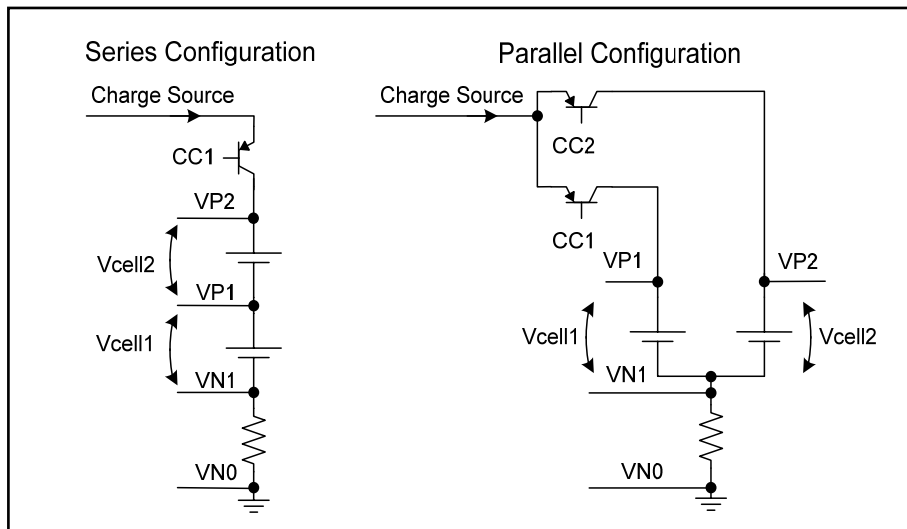 Series Configuration
Charge Source
CC1
VP2
Vcell2
VP1
Vcell1
VN1
VN0
Parallel Configuration
Charge Source
CC2
CC1
VP1
VP2
Vcell1
Vcell2
VN1
VN0